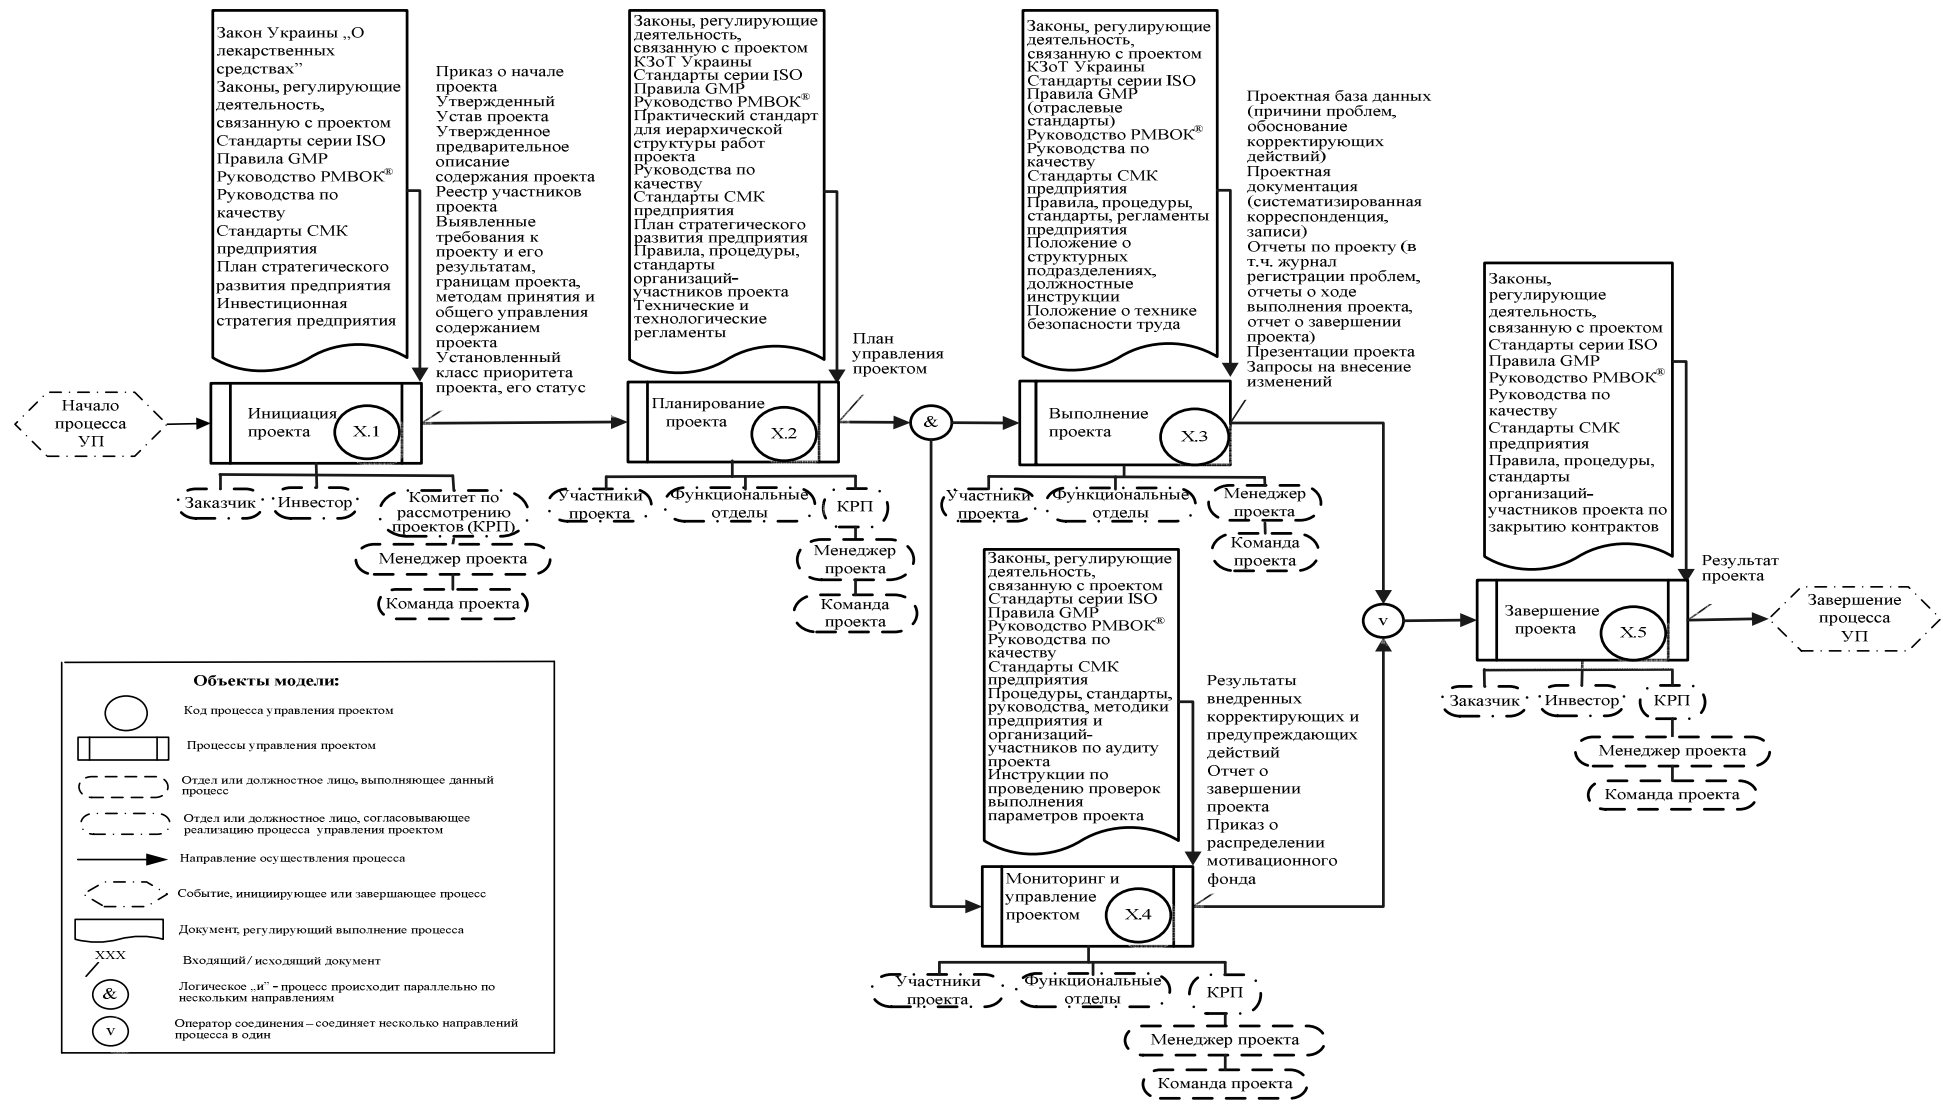 Закон Украины „О
лекарственных
средствах”
Законы, регулирующие
деятельность,
связанную с проектом
Стандарты серии ISO
Правила GMP
Руководство PMBOK®
Руководства по
качеству
Стандарты СМК
предприятия
План стратегического
развития предприятия
Инвестиционная
стратегия предприятия
Приказ о начале
проекта
Утвержденный
Устав проекта
Утвержденное
предварительное
описание
содержания проекта
Реестр участников
проекта
Выявленные
требования к
проекту и его
результатам,
границам проекта,
методам принятия и
общего управления
содержанием
проекта
Установленный
класс приоритета
проекта, его статус
Законы, регулирующие
деятельность,
связанную с проектом
КЗоТ Украины
Стандарты серии ISO
Правила GMP
Руководство PMBOK®
Практический стандарт
для иерархической
структуры работ
проекта
Руководства по
качеству
Стандарты СМК
предприятия
План стратегического
развития предприятия
Правила, процедуры,
стандарты
организаций-
участников проекта
Технические и
технологические
регламенты
План
управления
проектом
Законы, регулирующие
деятельность,
связанную с проектом
КЗоТ Украины
Стандарты серии ISO
Правила GMP
(отраслевые
стандарты)
Руководство PMBOK®
Руководства по
качеству
Стандарты СМК
предприятия
Правила, процедуры,
стандарты, регламенты
предприятия
Положение о
структурных
подразделениях,
должностные
инструкции
Положение о технике
безопасности труда
Проектная база данных
(причини проблем,
обоснование
корректирующих
действий)
Проектная
документация
(систематизированная
корреспонденция,
записи)
Отчеты по проекту (в
т.ч. журнал
регистрации проблем,
отчеты о ходе
выполнения проекта,
отчет о завершении
проекта)
Презентации проекта
Запросы на внесение
изменений
Законы,
регулирующие
деятельность,
связанную с проектом
Стандарты серии ISO
Правила GMP
Руководство PMBOK®
Руководства по
качеству
Стандарты СМК
предприятия
Правила, процедуры,
стандарты
организаций-
участников проекта по
закрытию контрактов
Результат
проекта
Начало
процесса
УП
Инициация
проекта
X.1
Планирование
проекта
X.2
&
Выполнение
проекта
X.3
Заказчик
Инвестор
Комитет по
рассмотрению
проектов (КРП)
Менеджер проекта
Команда проекта
Участники
проекта
Функциональные
отделы
КРП
Менеджер
проекта
Команда
проекта
Участники
проекта
Функциональные
отделы
Менеджер
проекта
Команда
проекта
Законы, регулирующие
деятельность,
связанную с проектом
Стандарты серии ISO
Правила GMP
Руководство PMBOK®
Руководства по
качеству
Стандарты СМК
предприятия
Процедуры, стандарты,
руководства, методики
предприятия и
организаций-
участников по аудиту
проекта
Инструкции по
проведению проверок
выполнения
параметров проекта
Результаты
внедренных
корректирующих и
предупреждающих
действий
Отчет о
завершении
проекта
Приказ о
распределении
мотивационного
фонда
v
Завершение
проекта
X.5
Завершение
процесса
УП
Заказчик
Инвестор
КРП
Менеджер проекта
Команда проекта
Мониторинг и
управление
проектом
X.4
Участники
проекта
Функциональные
отделы
КРП
Менеджер проекта
Команда проекта
Объекты модели:
Код процесса управления проектом
Процессы управления проектом
Отдел или должностное лицо, выполняющее данный
процесс
Отдел или должностное лицо, согласовывающее
реализацию процесса управления проектом
Направление осуществления процесса
Событие, инициирующее или завершающее процесс
Документ, регулирующий выполнение процесса
XXX
Входящий/ исходящий документ
&
Логическое „и” - процесс происходит параллельно по
нескольким направлениям
v
Оператор соединения – соединяет несколько направлений
процесса в один